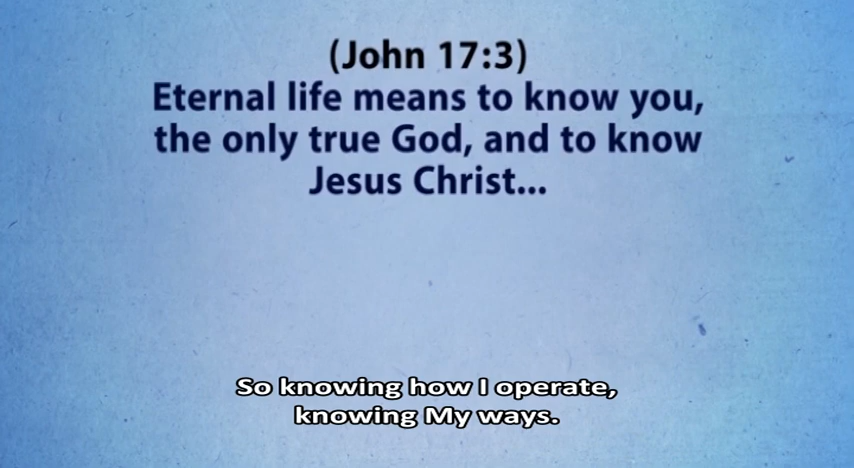 (John 17:3)
Eternal life means to know you,
the only true God, and to know
Jesus Christ...
So knowing how I operate,
knowing My ways.